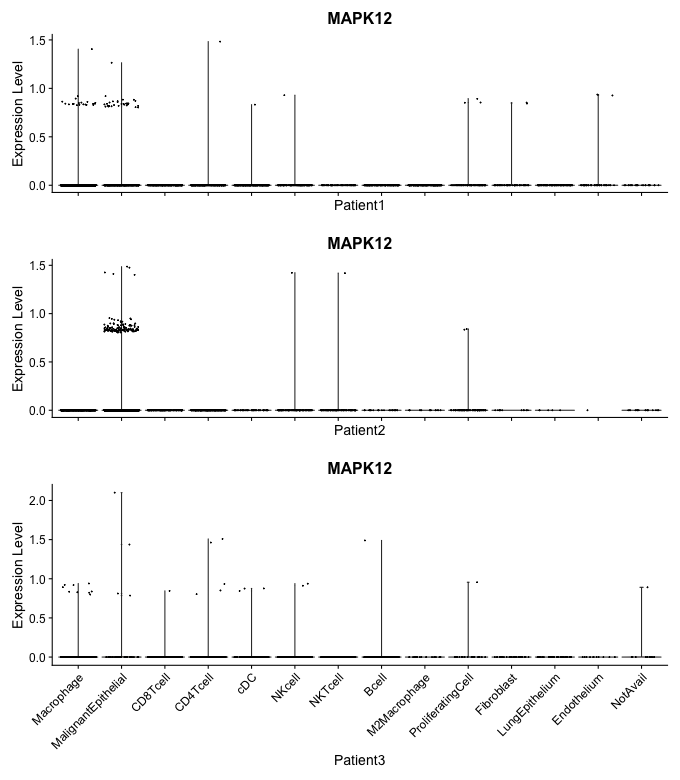 MAPK12
Expression Level
1.5
1.0
0.5
0.0
Patient1
MAPK12
Expression Level
1.5
1.0
0.5
0.0
Patient2
MAPK12
Expression Level
2.0
1.5
1.0
0.5
0.0
Macrophage
MalignantEpithelial
CD8Tcell
CD4Tcell
cDC
NKcell
NKTcell
Bcell
M2Macrophage
ProliferatingCell
Fibroblast
LungEpithelium
Endothelium
NotAvail
Patient3